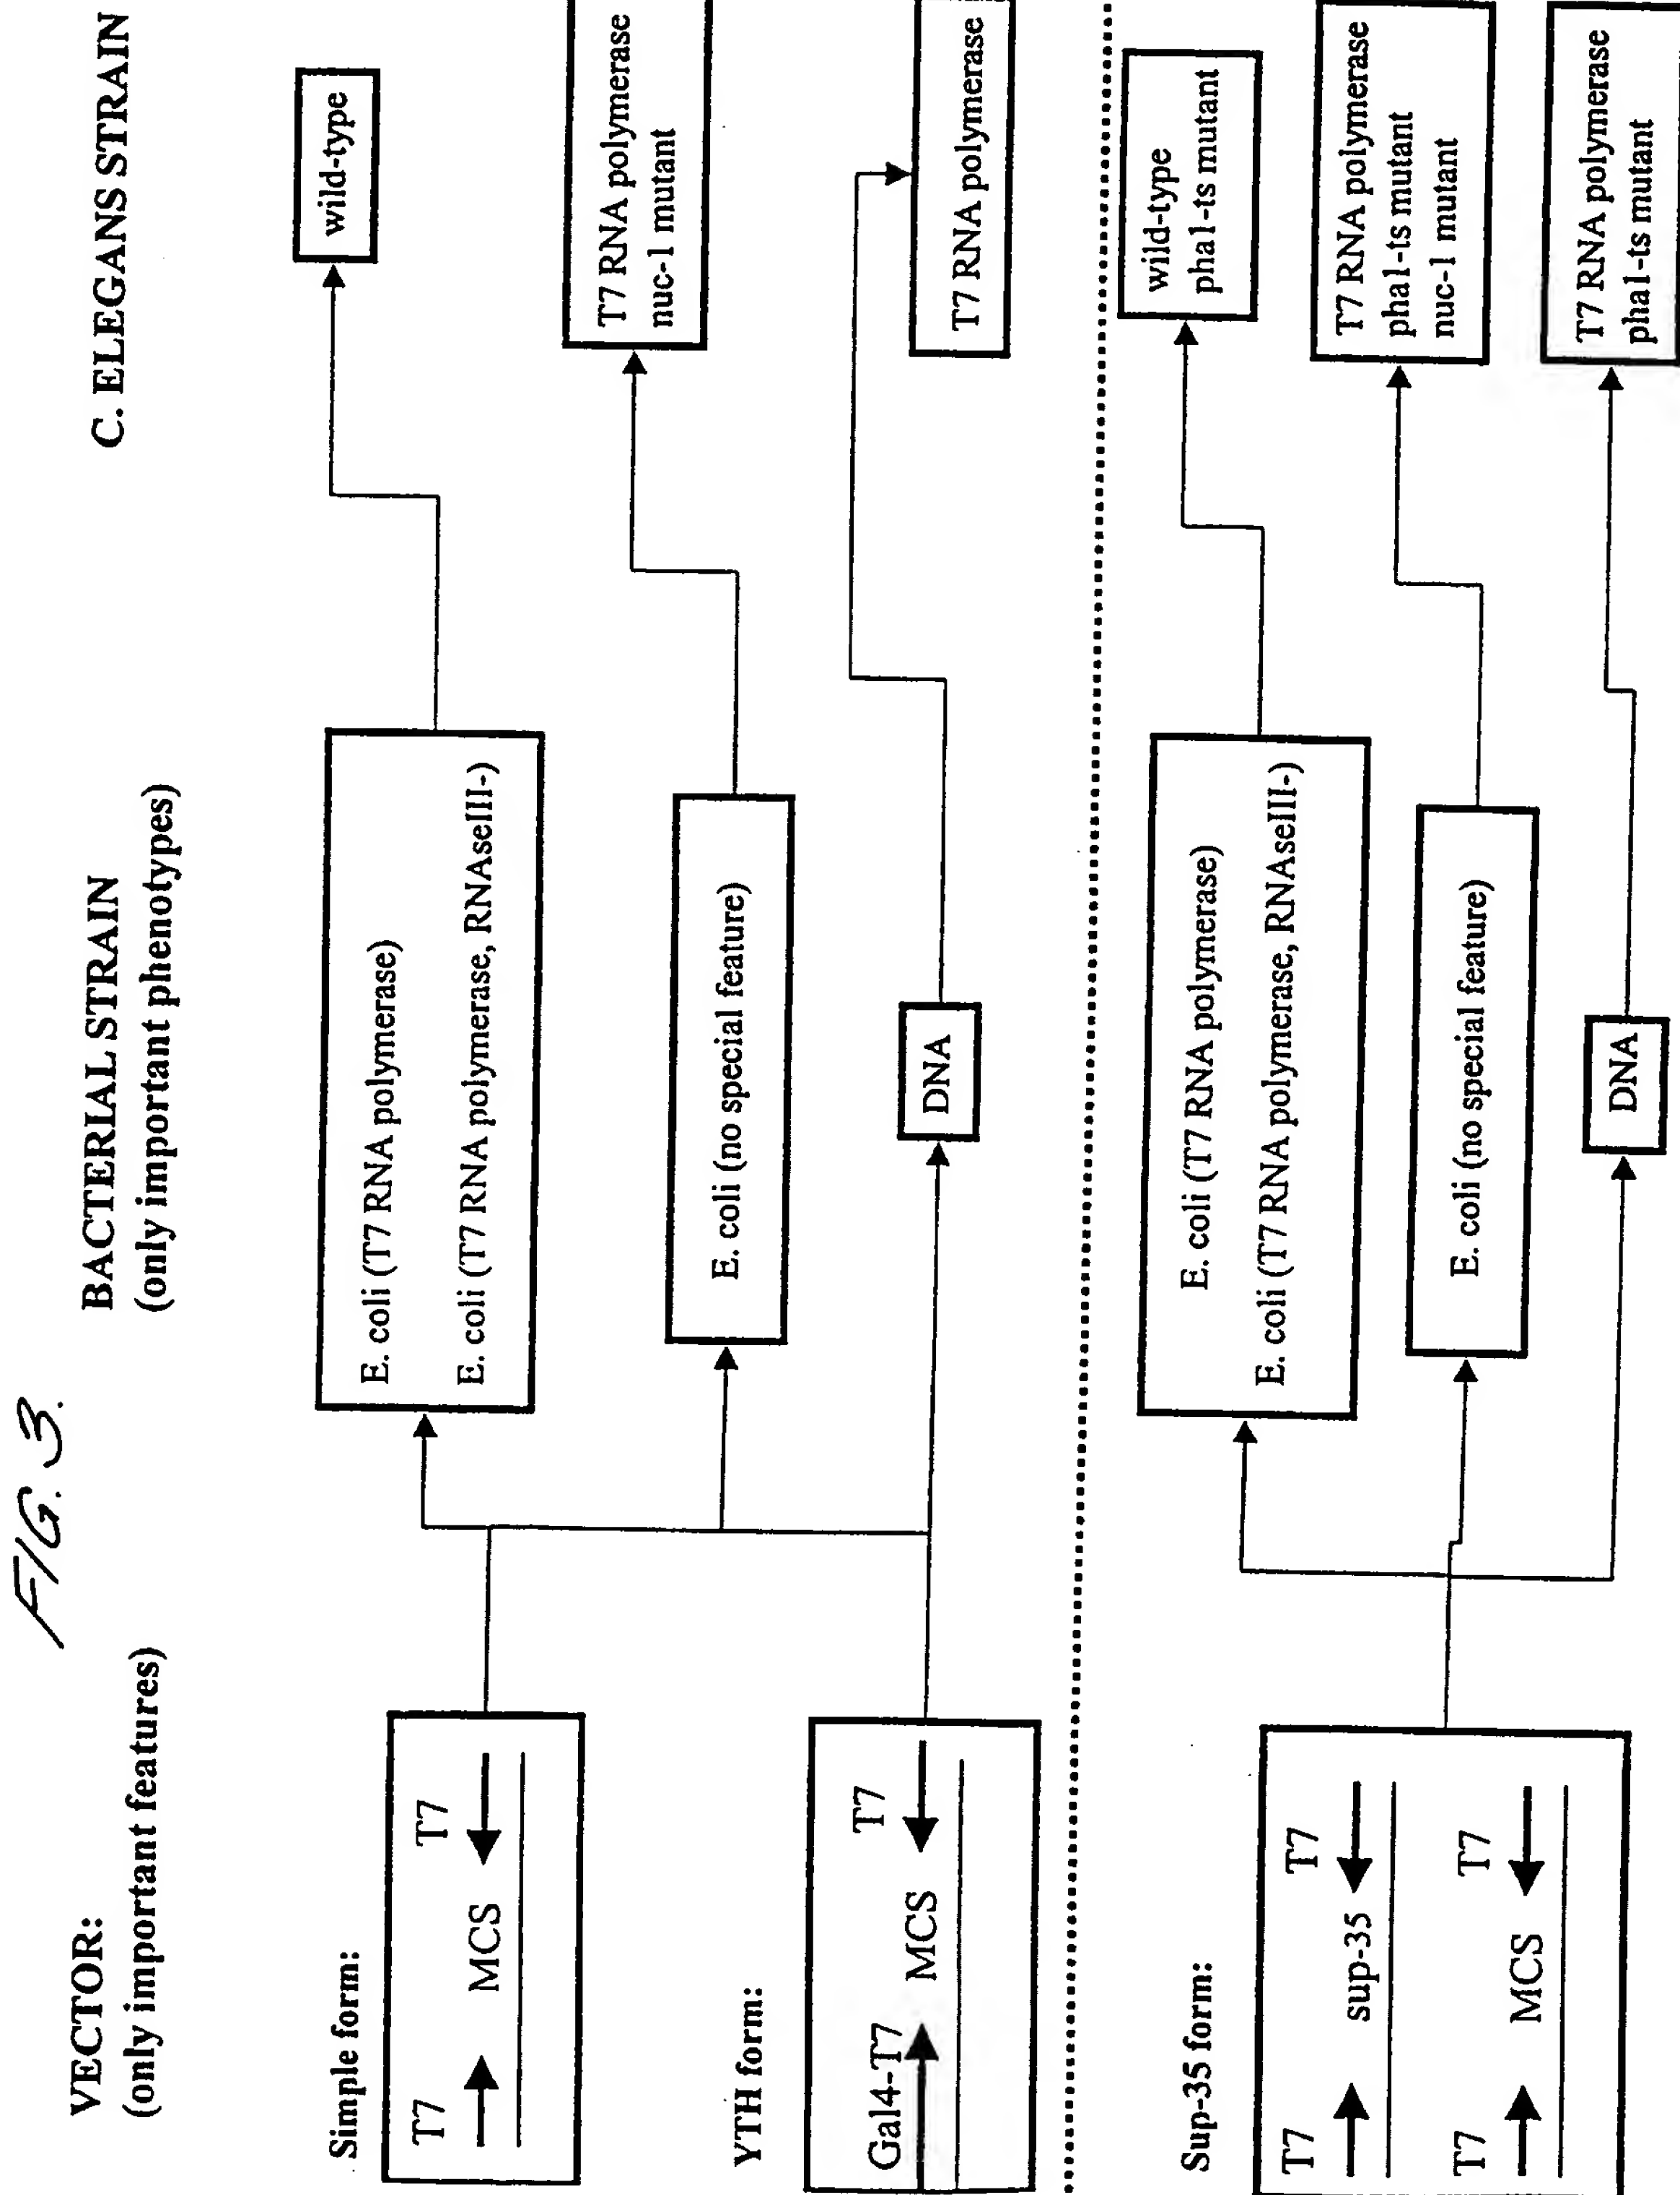 FIG. 3.
VECTOR:
(only important features)
BACTERIAL STRAIN
(only important phenotypes)
C. ELEGANS STRAIN
Simple form:
T7 T7
MCS
E. coli (T7 RNA polymerase)
E. coli (T7 RNA polymerase, RNAseIII-)
wild-type
E. coli (no special feature)
T7 RNA polymerase
nuc-1 mutant
YTH form:
Gal4-T7 T7
MCS
DNA
T7 RNA polymerase
Sup-35 form:
T7 T7
sup-35
T7 T7
MCS
E. coli (T7 RNA polymerase)
E. coli (T7 RNA polymerase, RNAseIII-)
wild-type
pha1-ts mutant
E. coli (no special feature)
T7 RNA polymerase
pha1-ts mutant
nuc-1 mutant
DNA
T7 RNA polymerase
pha1-ts mutant